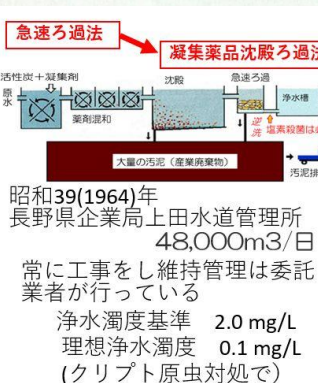 急速ろ過法
凝集薬品沈殿ろ過法
活性炭+凝集剤
沈殿
急速ろ過
原水
薬剤混和
浄水槽
逆洗
塩素殺菌は必
大量の汚泥（産業廃棄物）
汚泥排
昭和39(1964)年
長野県企業局上田水道管理所
48,000m3/日
常に工事をし維持管理は委託
業者が行っている
浄水濁度基準 2.0 mg/L
理想浄水濁度 0.1 mg/L
(クリプト原虫対処で)